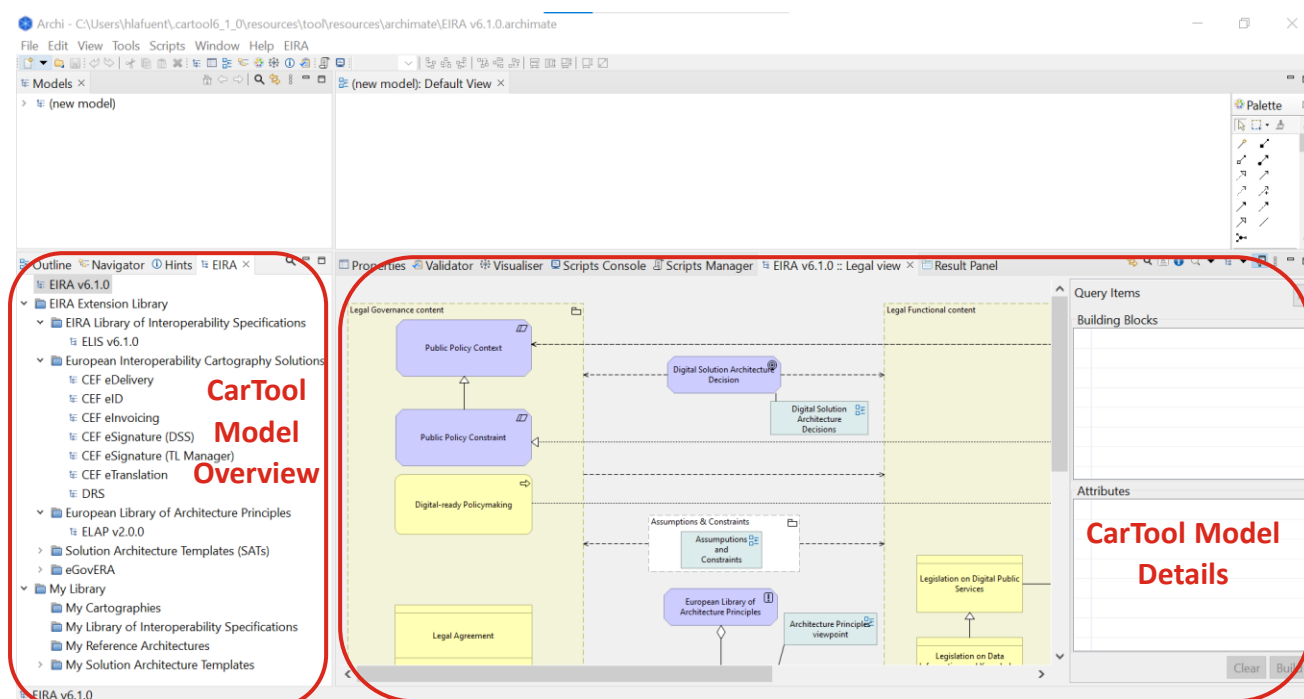 Archi - C:\Users\hlafuent\.cartool6_1_0\resources\tool\resources\archimate\EIRA v6.1.0.archimate
File Edit View Tools Scripts Window Help EIRA
Models
(new model)
(new model): Default View
Palette
Outline Navigator Hints EIRA
EIRA v6.1.0
EIRA Extension Library
EIRA Library of Interoperability Specifications
ELIS v6.1.0
European Interoperability Cartography Solutions
CEF eDelivery
CEF eID
CEF eInvoicing
CEF eSignature (DSS)
CEF eSignature (TL Manager)
CEF eTranslation
DRS
European Library of Architecture Principles
ELAP v2.0.0
Solution Architecture Templates (SATs)
eGovERA
My Library
My Cartographies
My Library of Interoperability Specifications
My Reference Architectures
My Solution Architecture Templates
CarTool
Model
Overview
EIRA v6.1.0
Properties Validator Visualiser Scripts Console Scripts Manager EIRA v6.1.0 :: Legal view Result Panel
Legal Governance content
Public Policy Context
Public Policy Constraint
Digital-ready Policymaking
Legal Agreement
Digital Solution Architecture
Decision
Digital Solution
Architecture
Decisions
Assumptions & Constraints
Assumuptions
and
Constraints
European Library of
Architecture Principles
Architecture Principles
viewpoint
Legal Functional content
Legislation on Digital Public
Services
Legislation on Data
Query Items
Building Blocks
Attributes
CarTool Model
Details
Clear